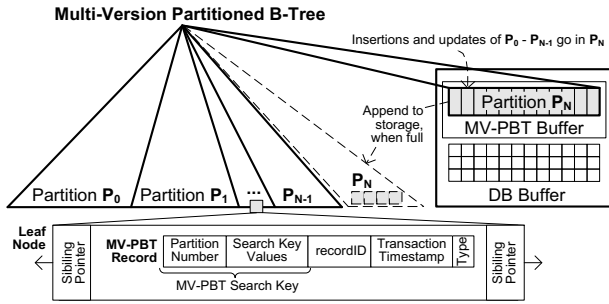 Multi-Version Partitioned B-Tree
Insertions and updates of P0 - PN-1 go in PN
Partition PN
MV-PBT Buffer
DB Buffer
Append to
storage,
when full
Partition P0
Partition P1
...
PN-1
PN
Leaf
Node
Sibiling
Pointer
MV-PBT
Record
Partition
Number
Search Key
Values
recordID
Transaction
Timestamp
Type
Sibiling
Pointer
MV-PBT Search Key